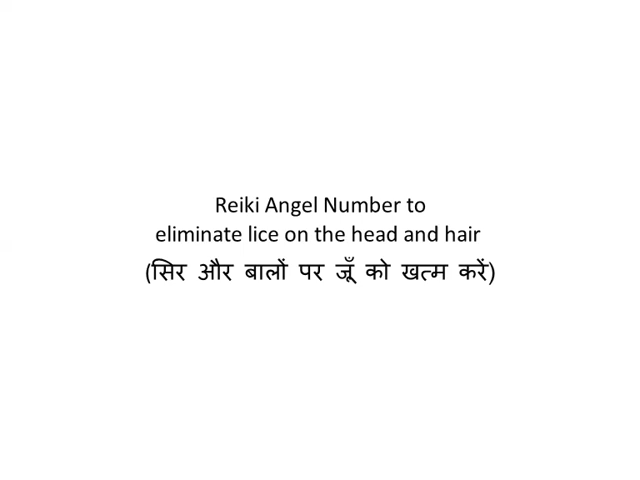 Reiki Angel Number to
eliminate lice on the head and hair
(सिर और बालों पर जूँ को खत्म करें)